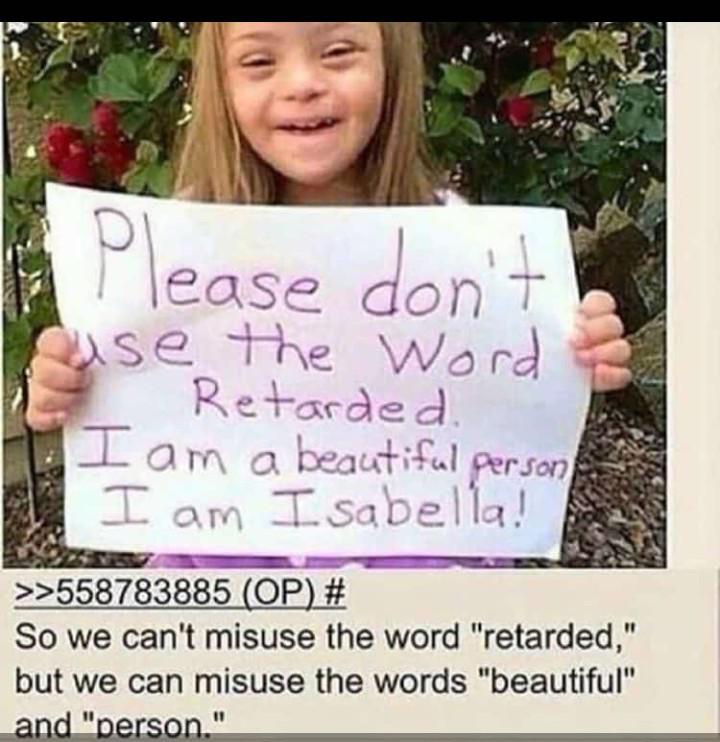 Please don't
use the Word
Retarded.
I am a beautiful person
I am Isabella!
>>558783885 (OP) #
So we can't misuse the word "retarded,"
but we can misuse the words "beautiful"
and "person."